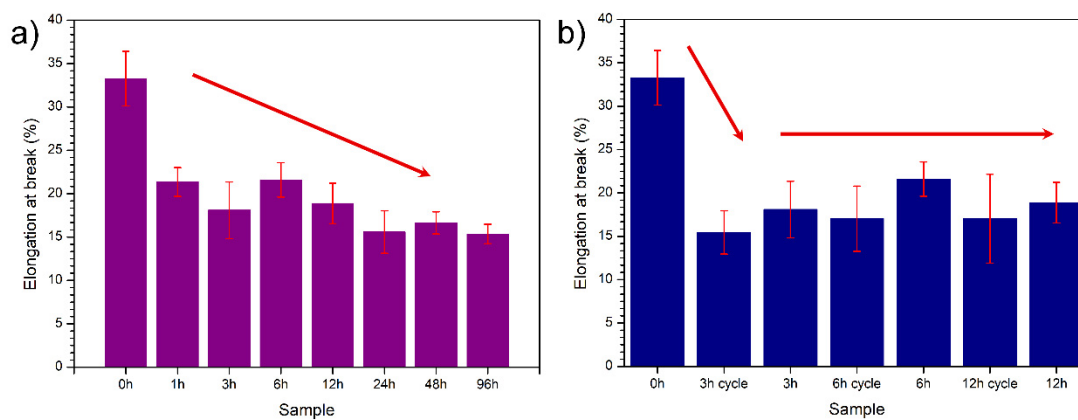 a)
Elongation at break (%)
40
35
30
25
20
15
10
5
0
0h 1h 3h 6h 12h 24h 48h 96h
Sample
b)
Elongation at break (%)
40
35
30
25
20
15
10
5
0
0h 3h cycle 3h 6h cycle 6h 12h cycle 12h
Sample